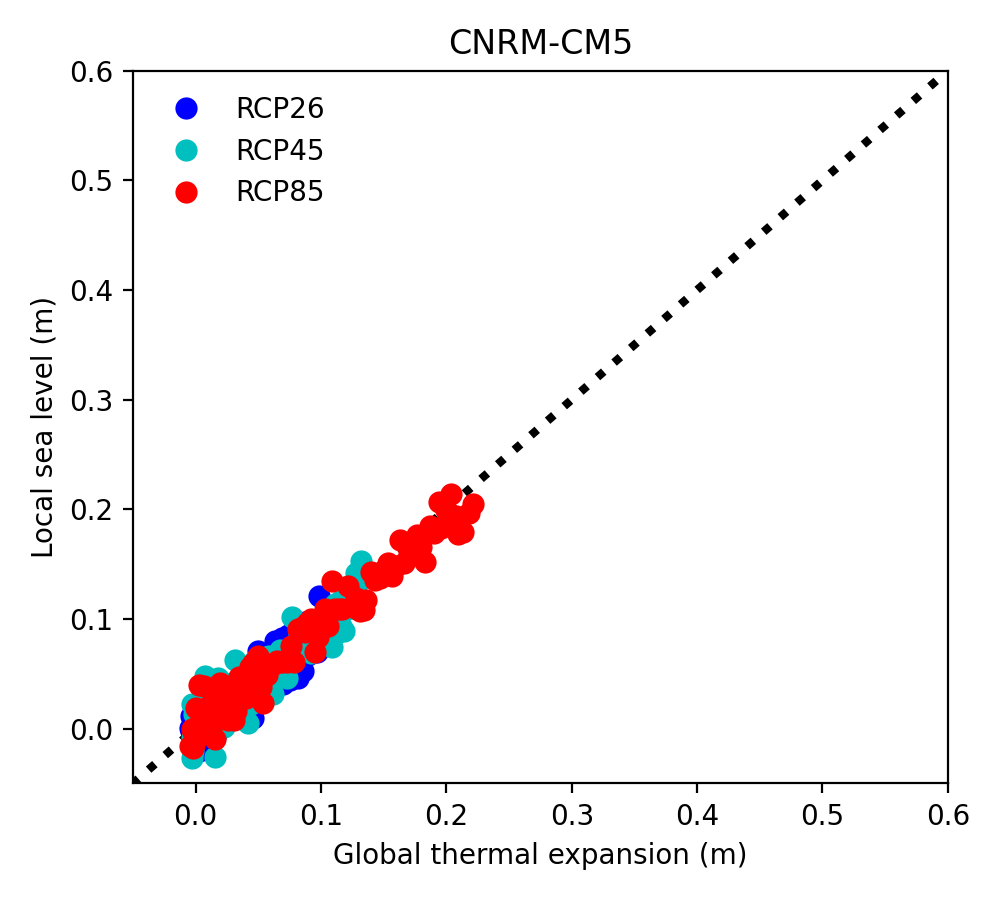 CNRM-CM5
RCP26
RCP45
RCP85
0.6
0.5
0.4
0.3
0.2
0.1
0.0
Local sea level (m)
0.0 0.1 0.2 0.3 0.4 0.5 0.6
Global thermal expansion (m)